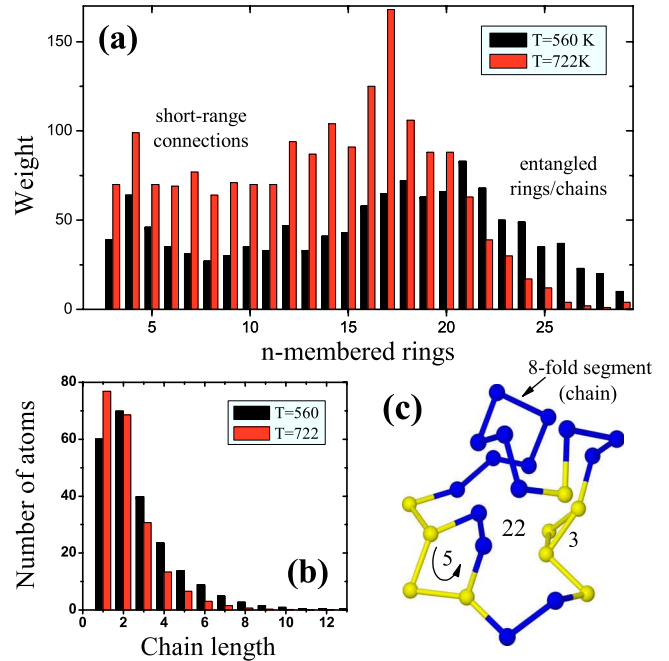 (a)
T=560 K
T=722K
short-range
connections
entangled
rings/chains
Weight
150
100
50
0
5 10 15 20 25
n-membered rings
(b)
T=560
T=722
Number of atoms
80
60
40
20
0
0 2 4 6 8 10 12
Chain length
(c)
8-fold segment
(chain)
22
3
5